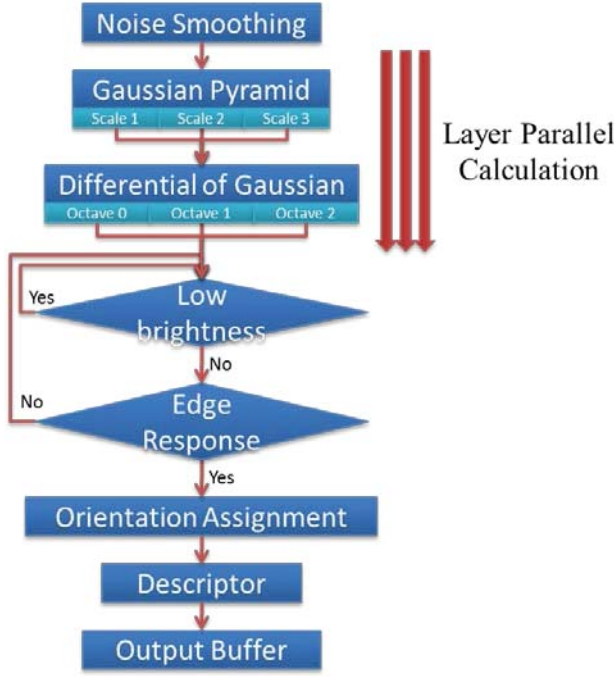 Noise Smoothing
Gaussian Pyramid
Scale 1 Scale 2 Scale 3
Layer Parallel
Calculation
Differential of Gaussian
Octave 0 Octave 1 Octave 2
Yes
Low
brightness
No
No
Edge
Response
Yes
Orientation Assignment
Descriptor
Output Buffer